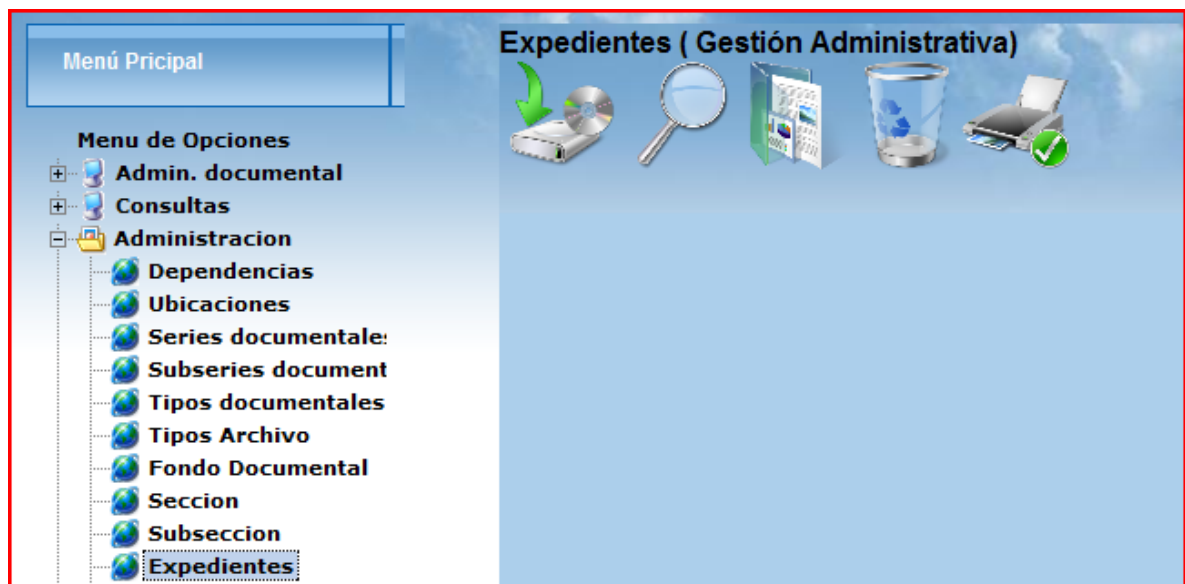 Menú Pricipal
Expedientes ( Gestión Administrativa)
Menu de Opciones
Admin. documental
Consultas
Administracion
Dependencias
Ubicaciones
Series documentale
Subseries document
Tipos documentales
Tipos Archivo
Fondo Documental
Seccion
Subseccion
Expedientes